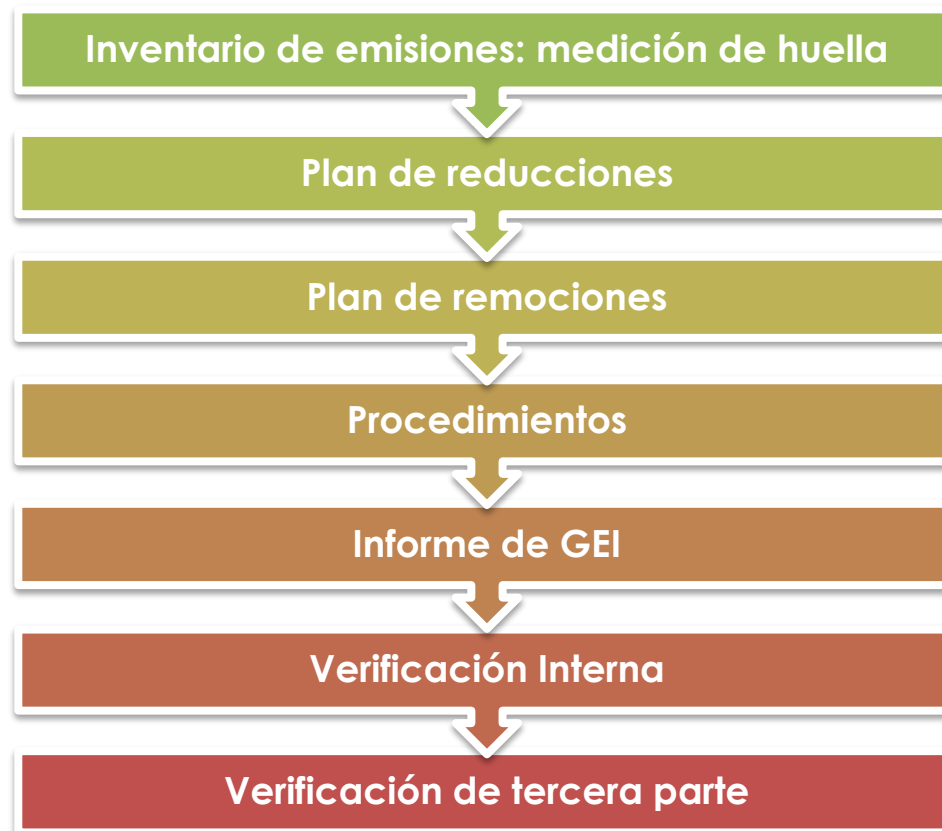 Inventario de emisiones: medición de huella
Plan de reducciones
Plan de remociones
Procedimientos
Informe de GEI
Verificación Interna
Verificación de tercera parte